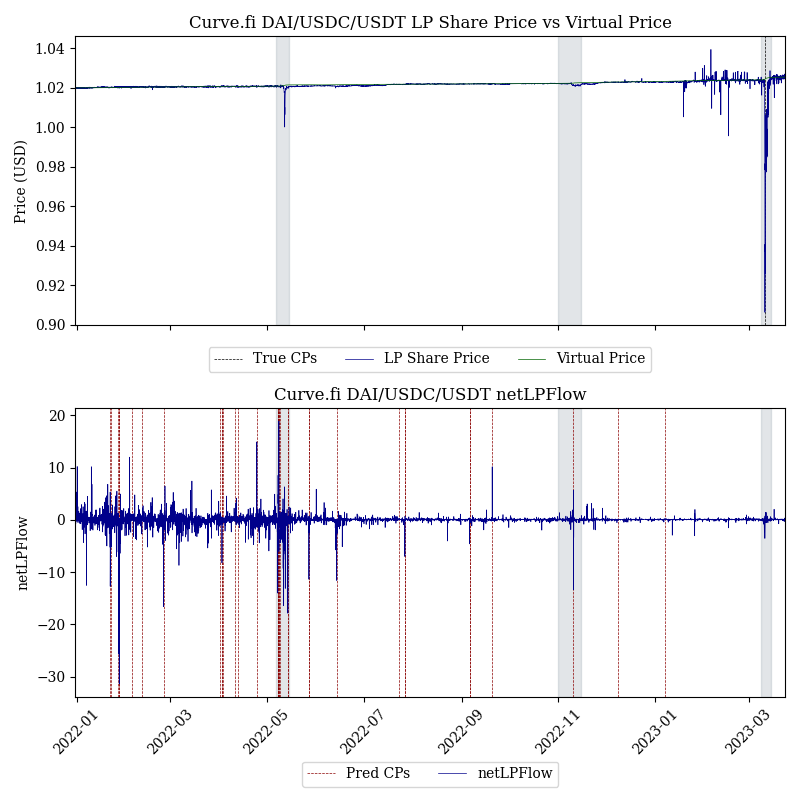 Curve.fi DAI/USDC/USDT LP Share Price vs Virtual Price
1.04
1.02
1.00
0.98
0.96
0.94
0.92
0.90
Price (USD)
True CPs LP Share Price Virtual Price
Curve.fi DAI/USDC/USDT netLPFlow
20
10
0
−10
−20
−30
netLPFlow
2022-01 2022-03 2022-05 2022-07 2022-09 2022-11 2023-01 2023-03
Pred CPs netLPFlow